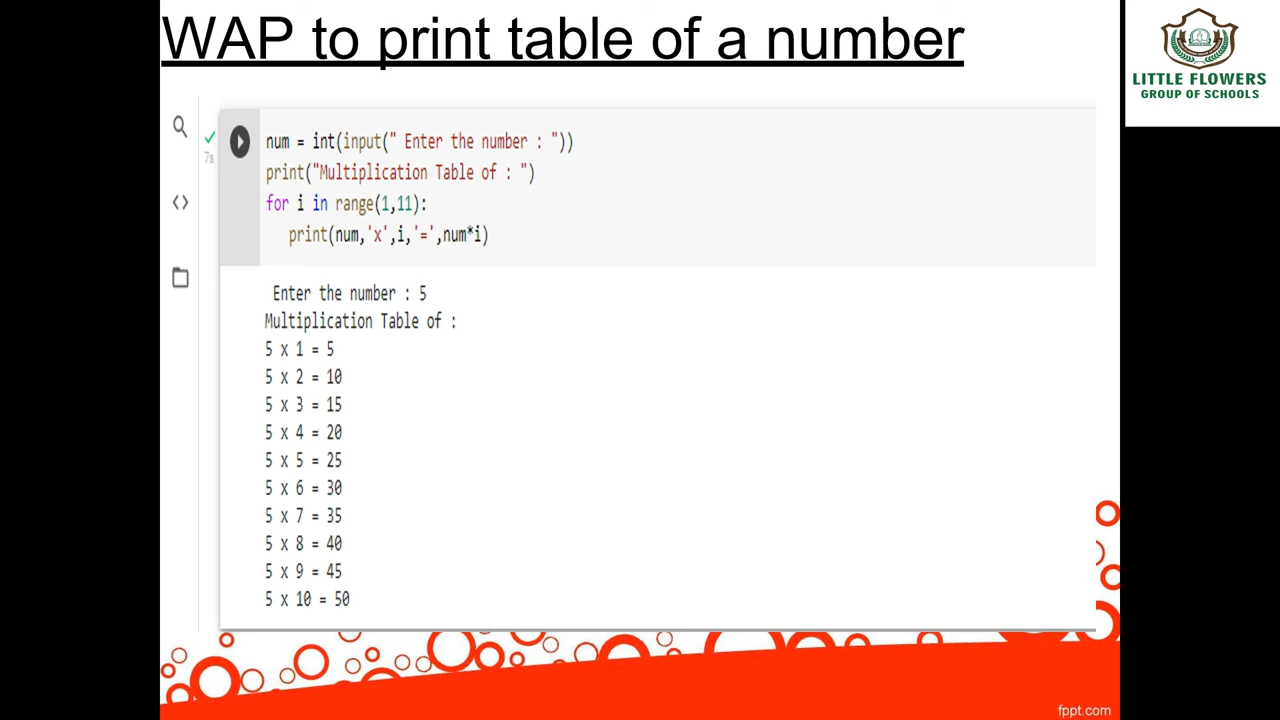 WAP to print table of a number
LITTLE FLOWERS
GROUP OF SCHOOLS
7s
num = int(input(" Enter the number : "))
print("Multiplication Table of : ")
for i in range(1,11):
print(num,'x',i,'=',num*i)
Enter the number : 5
Multiplication Table of :
5 x 1 = 5
5 x 2 = 10
5 x 3 = 15
5 x 4 = 20
5 x 5 = 25
5 x 6 = 30
5 x 7 = 35
5 x 8 = 40
5 x 9 = 45
5 x 10 = 50
fppt.com